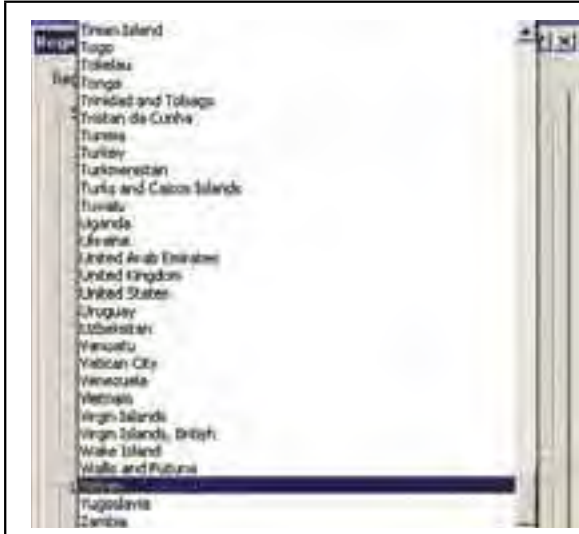 Tinian Island
Togo
Tokelau
Tonga
Trinidad and Tobago
Tristan da Cunha
Tunisia
Turkey
Turkmenistan
Turks and Caicos Islands
Tuvalu
Uganda
Ukraine
United Arab Emirates
United Kingdom
United States
Uruguay
Uzbekistan
Vanuatu
Vatican City
Venezuela
Vietnam
Virgin Islands
Virgin Islands, British
Wake Island
Wallis and Futuna
Yugoslavia
Zambia